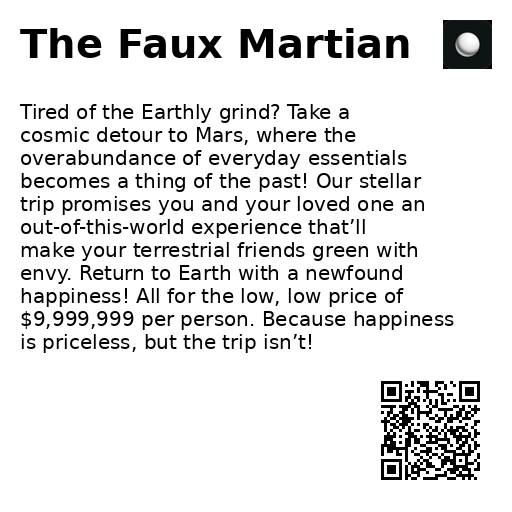 The Faux Martian
Tired of the Earthly grind? Take a
cosmic detour to Mars, where the
overabundance of everyday essentials
becomes a thing of the past! Our stellar
trip promises you and your loved one an
out-of-this-world experience that’ll
make your terrestrial friends green with
envy. Return to Earth with a newfound
happiness! All for the low, low price of
$9,999,999 per person. Because happiness
is priceless, but the trip isn’t!